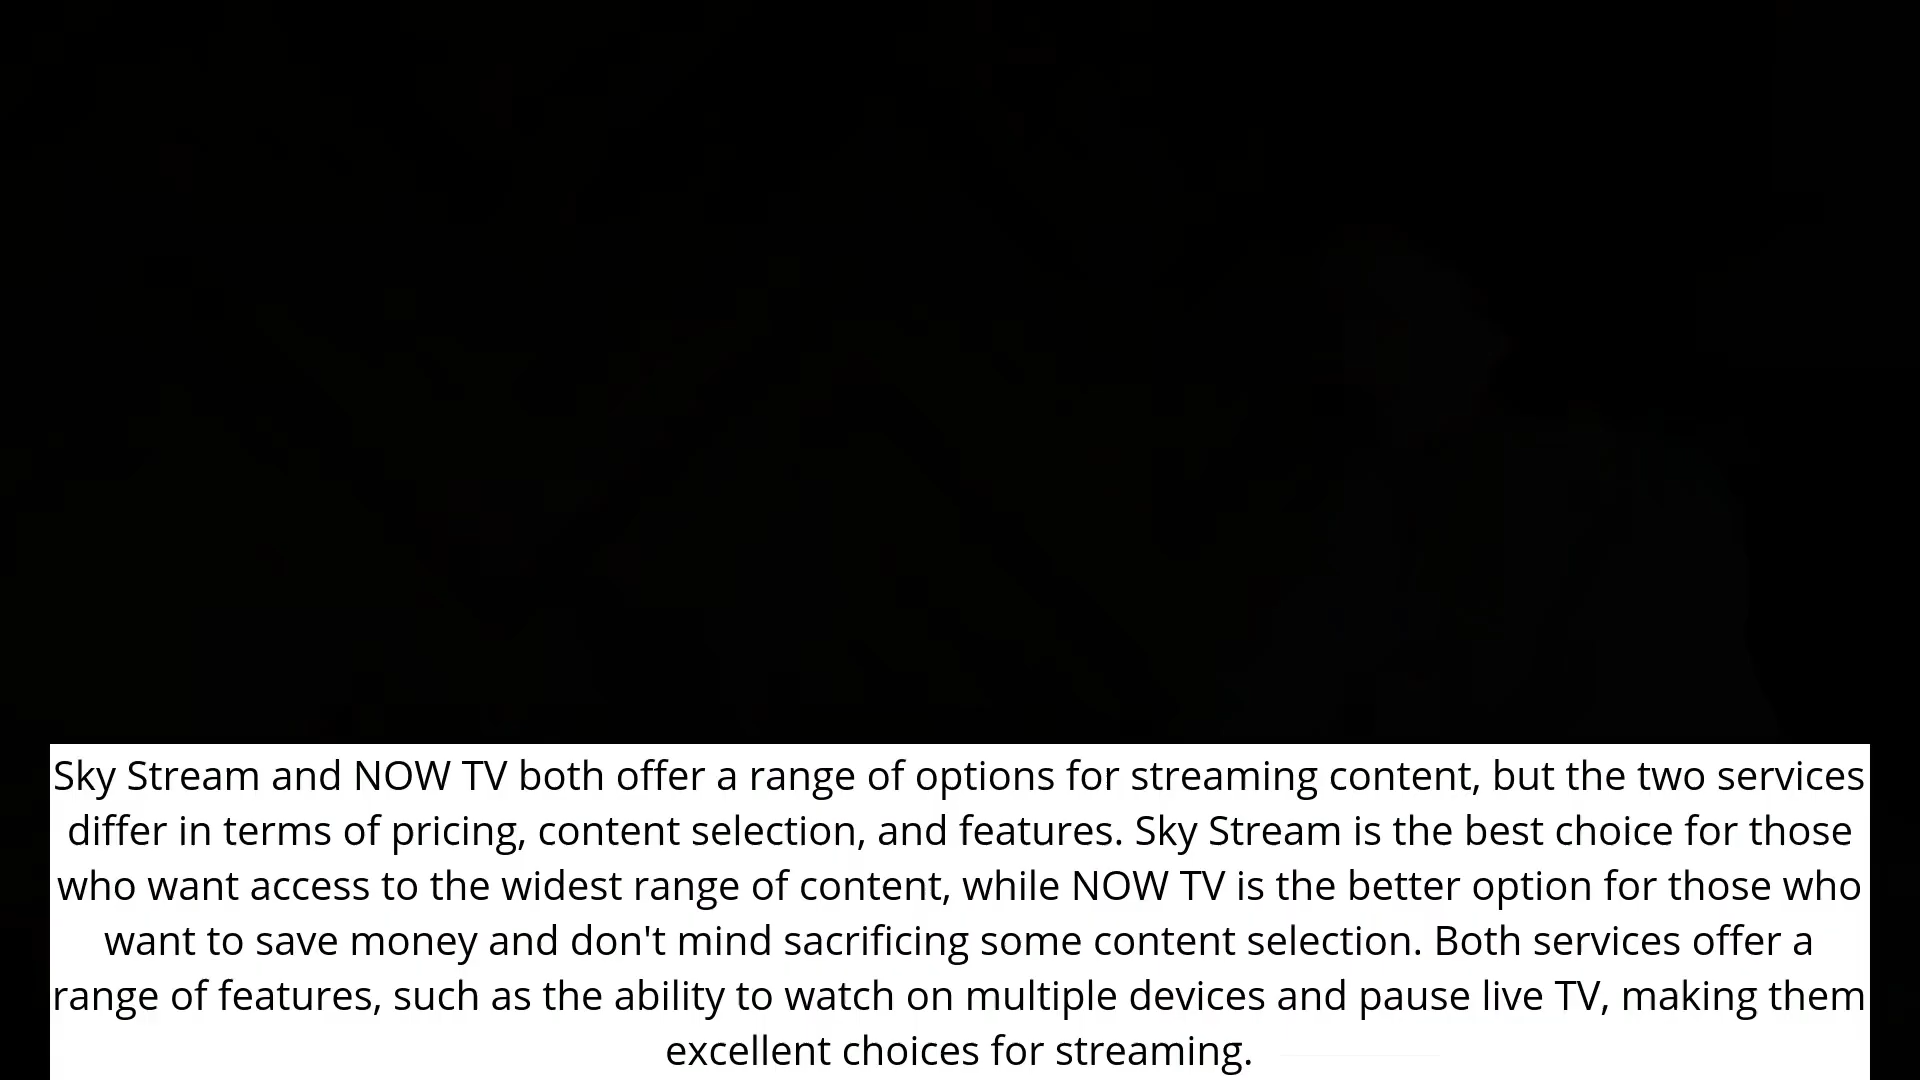 Sky Stream and NOW TV both offer a range of options for streaming content, but the two services
differ in terms of pricing, content selection, and features. Sky Stream is the best choice for those
who want access to the widest range of content, while NOW TV is the better option for those who
want to save money and don't mind sacrificing some content selection. Both services offer a
range of features, such as the ability to watch on multiple devices and pause live TV, making them
excellent choices for streaming.